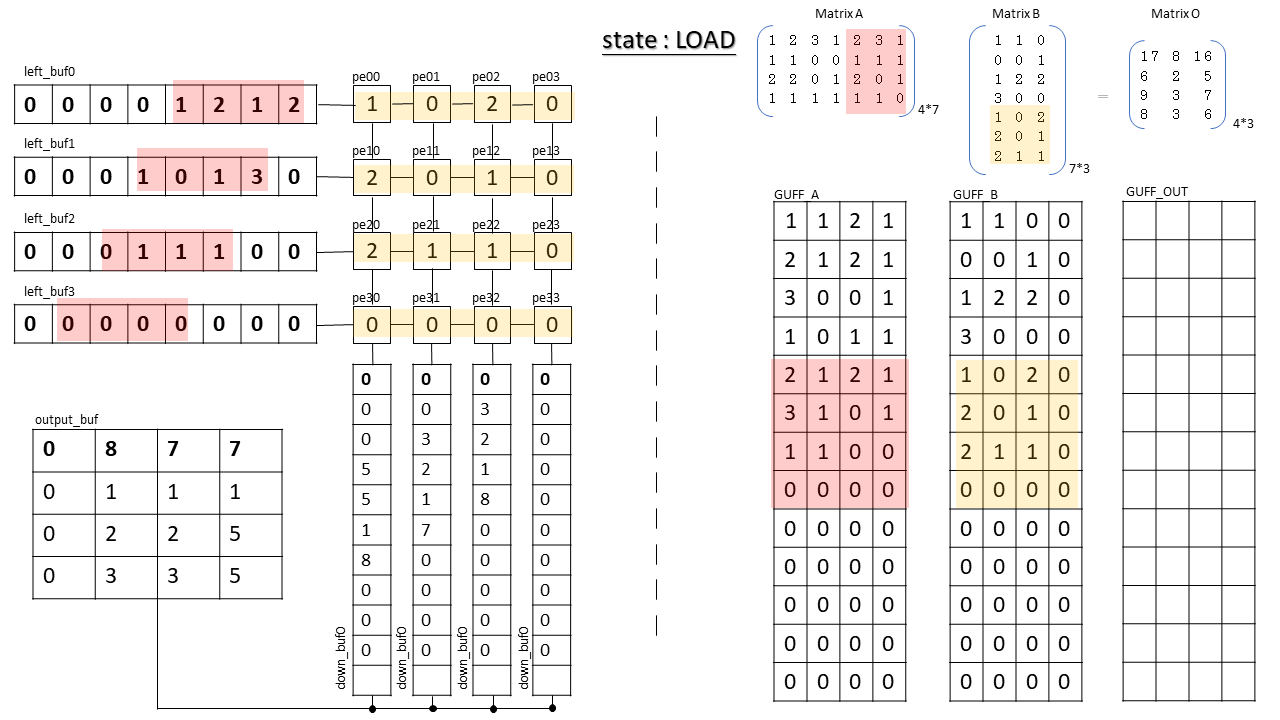 state : LOAD
left_buf0
0 0 0 0 1 2 1 2
left_buf1
0 0 0 1 0 1 3 0
left_buf2
0 0 0 1 1 1 0 0
left_buf3
0 0 0 0 0 0 0 0
pe00 pe01 pe02 pe03
1 0 2 0
pe10 pe11 pe12 pe13
2 0 1 0
pe20 pe21 pe22 pe23
2 1 1 0
pe30 pe31 pe32 pe33
0 0 0 0
0 0 0 0
0 0 3 0
0 3 2 0
5 2 1 0
5 1 8 0
1 7 0 0
8 0 0 0
0 0 0 0
0 0 0 0
0 0 0 0
down_buf0 down_buf0 down_buf0 down_buf0
output_buf
0 8 7 7
0 1 1 1
0 2 2 5
0 3 3 5
Matrix A
1 2 3 1 2 3 1
1 1 0 0 1 1 1
2 2 0 1 2 0 1
1 1 1 1 1 1 0
4*7
Matrix B
1 1 0
0 0 1
1 2 2
3 0 0
1 0 2
2 0 1
2 1 1
7*3
=
Matrix O
17 8 16
6 2 5
9 3 7
8 3 6
4*3
GUFF_A
1 1 2 1
2 1 2 1
3 0 0 1
1 0 1 1
2 1 2 1
3 1 0 1
1 1 0 0
0 0 0 0
0 0 0 0
0 0 0 0
0 0 0 0
0 0 0 0
0 0 0 0
GUFF_B
1 1 0 0
0 0 1 0
1 2 2 0
3 0 0 0
1 0 2 0
2 0 1 0
2 1 1 0
0 0 0 0
0 0 0 0
0 0 0 0
0 0 0 0
0 0 0 0
0 0 0 0
GUFF_OUT